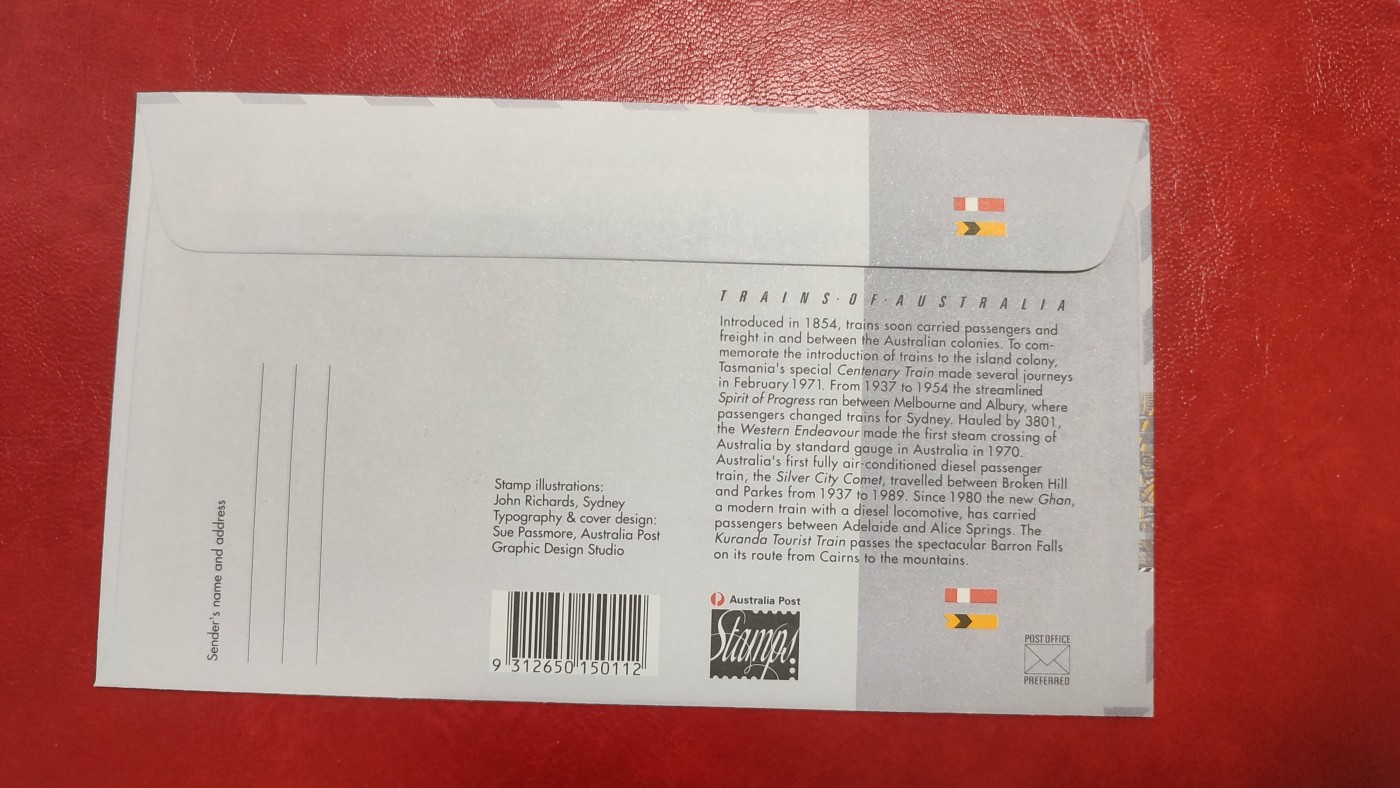 TRAINS·OF·AUSTRALIA
Introduced in 1854, trains soon carried passengers and
freight in and between the Australian colonies. To com-
memorate the introduction of trains to the island colony,
Tasmania's special Centenary Train made several journeys
in February 1971. From 1937 to 1954 the streamlined
Spirit of Progress ran between Melbourne and Albury, where
passengers changed trains for Sydney. Hauled by 3801,
the Western Endeavour made the first steam crossing of
Australia by standard gauge in Australia in 1970.
Australia's first fully air-conditioned diesel passenger
train, the Silver City Comet, travelled between Broken Hill
and Parkes from 1937 to 1989. Since 1980 the new Ghan,
a modern train with a diesel locomotive, has carried
passengers between Adelaide and Alice Springs. The
Kuranda Tourist Train passes the spectacular Barron Falls
on its route from Cairns to the mountains.
Stamp illustrations:
John Richards, Sydney
Typography & cover design:
Sue Passmore, Australia Post
Graphic Design Studio
Sender's name and address
9 312650 150112
Australia Post
Stamps!
POST OFFICE
PREFERRED